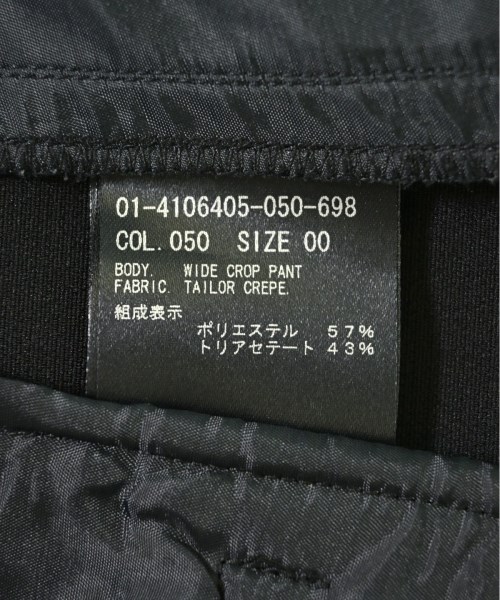 01-4106405-050-698
COL. 050 SIZE 00
BODY. WIDE CROP PANT
FABRIC. TAILOR CREPE.
組成表示
ポリエステル 57%
トリアセテート 43%